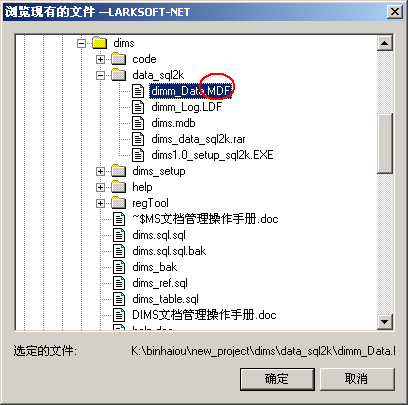 浏览现有的文件 —LARKSOFT-NET
dims
code
data_sql2k
dimm_Data.MDF
dimm_Log.LDF
dims.mdb
dims_data_sql2k.rar
dims1.0_setup_sql2k.EXE
dims_setup
help
regTool
~$MS文档管理操作手册.doc
dims.sql.sql
dims.sql.sql.bak
dims_bak
dims_ref.sql
dims_table.sql
DIMS文档管理操作手册.doc
选定的文件: K:\binhaiou\new_project\dims\data_sql2k\dimm_Data.l
确定 取消